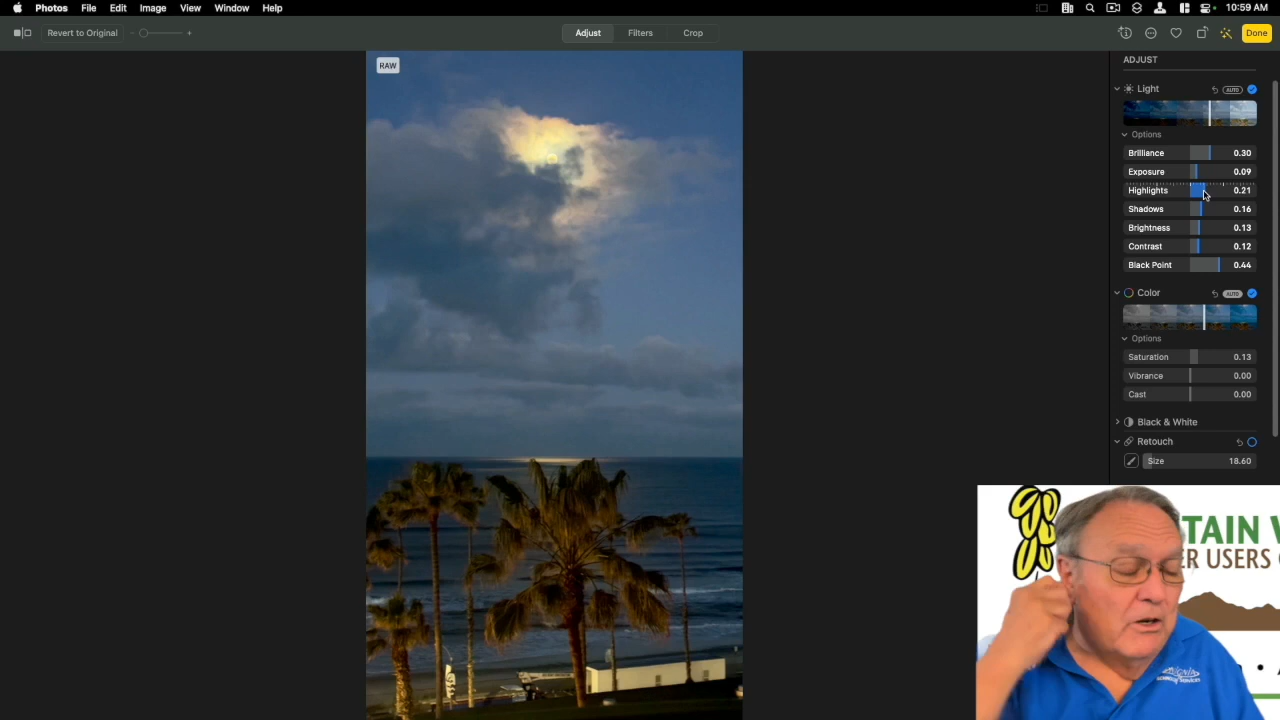 Photos File Edit View Image Window Help 10:59 AM
Revert to Original Adjust Filters Crop Done
RAW
ADJUST
Light AUTO
Options
Brilliance 0.30
Exposure 0.09
Highlights 0.21
Shadows 0.16
Brightness 0.13
Contrast 0.12
Black Point 0.44
Color AUTO
Options
Saturation 0.13
Vibrance 0.00
Cast 0.00
Black & White
Retouch
Size 18.60
TAIN
ER USERS